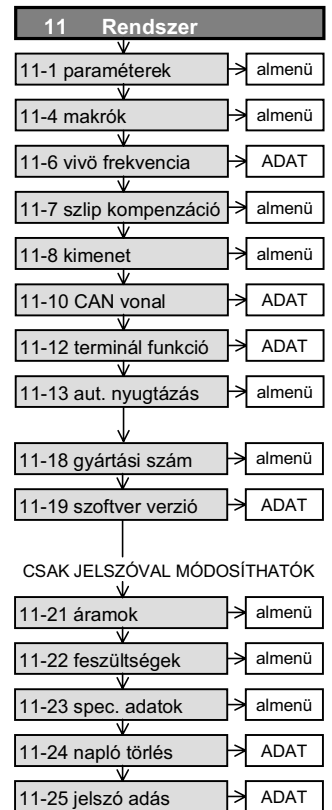 11 Rendszer
11-1 paraméterek almenü
11-4 makrók almenü
11-6 vivö frekvencia ADAT
11-7 szlip kompenzáció almenü
11-8 kimenet almenü
11-10 CAN vonal ADAT
11-12 terminál funkció ADAT
11-13 aut. nyugtázás almenü
11-18 gyártási szám almenü
11-19 szoftver verzió ADAT
CSAK JELSZÓVAL MÓDOSÍTHATÓK
11-21 áramok almenü
11-22 feszültségek almenü
11-23 spec. adatok almenü
11-24 napló törlés ADAT
11-25 jelszó adás ADAT